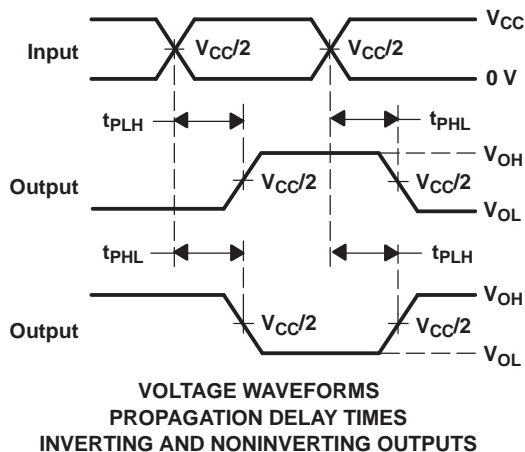 VCC
Input
VCC/2
VCC/2
0 V
tPLH
tPHL
VOH
Output
VCC/2
VCC/2
VOL
tPHL
tPLH
VOH
Output
VCC/2
VCC/2
VOL
VOLTAGE WAVEFORMS
PROPAGATION DELAY TIMES
INVERTING AND NONINVERTING OUTPUTS